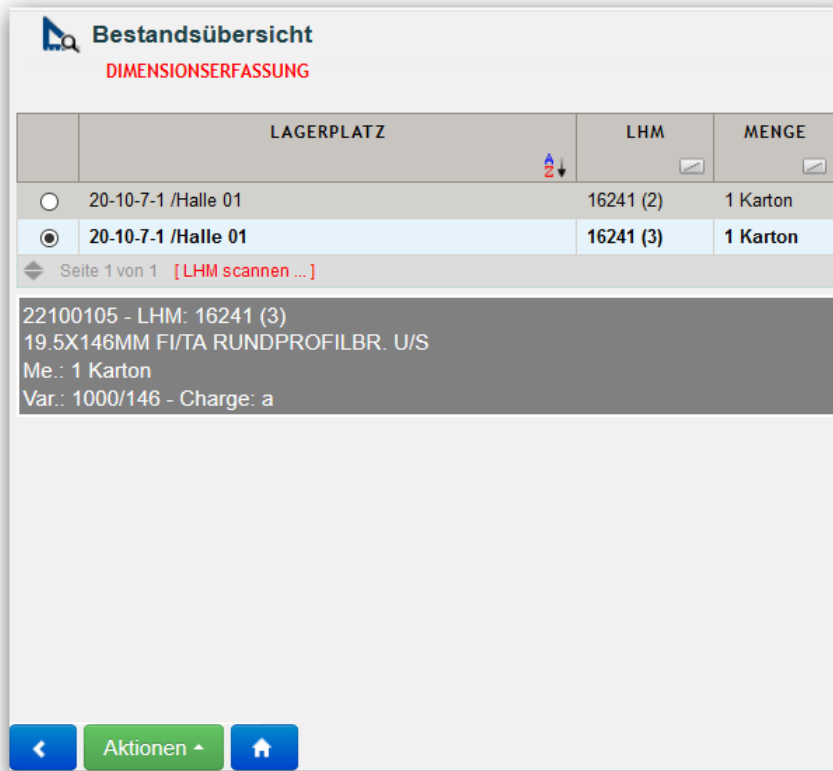 Bestandsübersicht
DIMENSIONSERFASSUNG
LAGERPLATZ LHM MENGE
20-10-7-1 /Halle 01 16241 (2) 1 Karton
20-10-7-1 /Halle 01 16241 (3) 1 Karton
Seite 1 von 1 [ LHM scannen ... ]
22100105 - LHM: 16241 (3)
19.5X146MM FI/TA RUNDPROFILBR. U/S
Me.: 1 Karton
Var.: 1000/146 - Charge: a
Aktionen